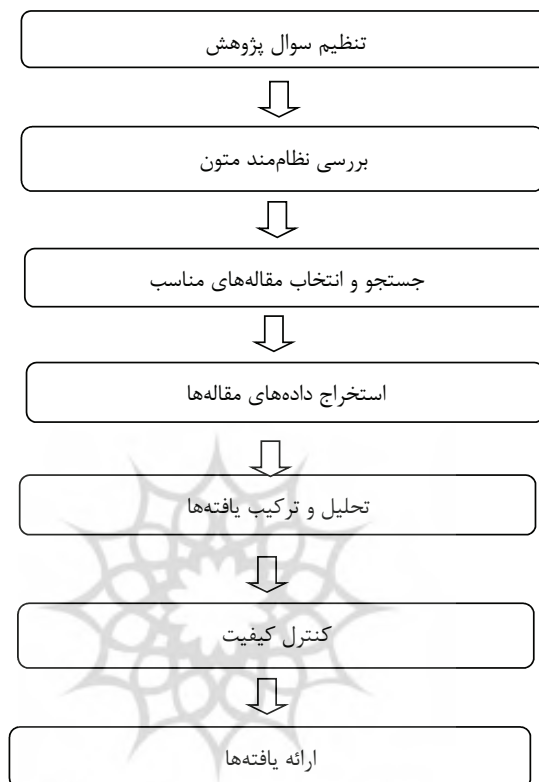 تنظیم سوال پژوهش
بررسی نظام‌مند متون
جستجو و انتخاب مقاله‌های مناسب
استخراج داده‌های مقاله‌ها
تحلیل و ترکیب یافته‌ها
کنترل کیفیت
ارائه یافته‌ها